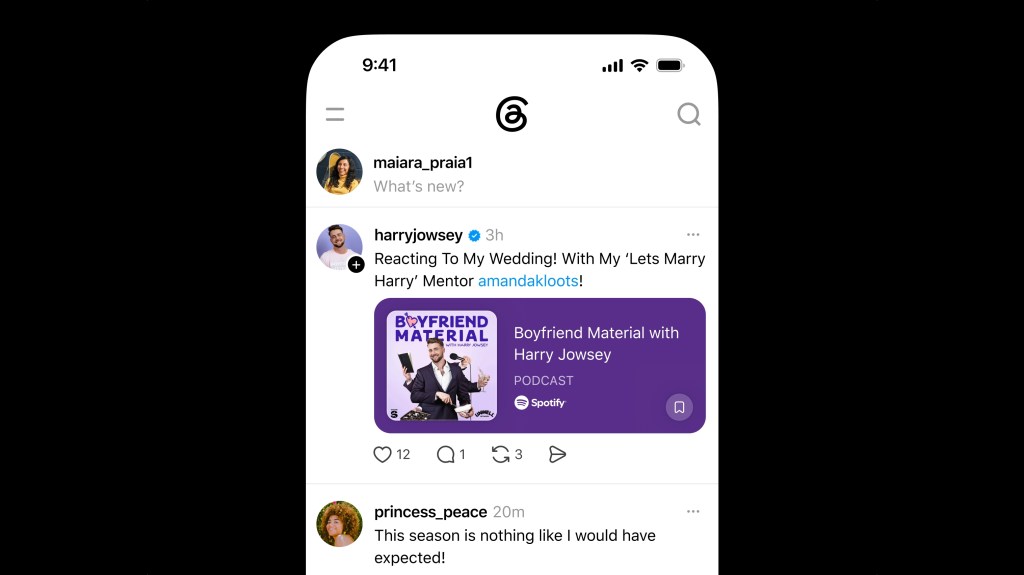 9:41
maiara_praia1
What's new?
harryjowsey 3h
Reacting To My Wedding! With My ‘Lets Marry
Harry’ Mentor amandakloots!
BOYFRIEND
MATERIAL
WITH HARRY JOWSEY
Boyfriend Material with
Harry Jowsey
PODCAST
Spotify
12 1 3
princess_peace 20m
This season is nothing like I would have
expected!